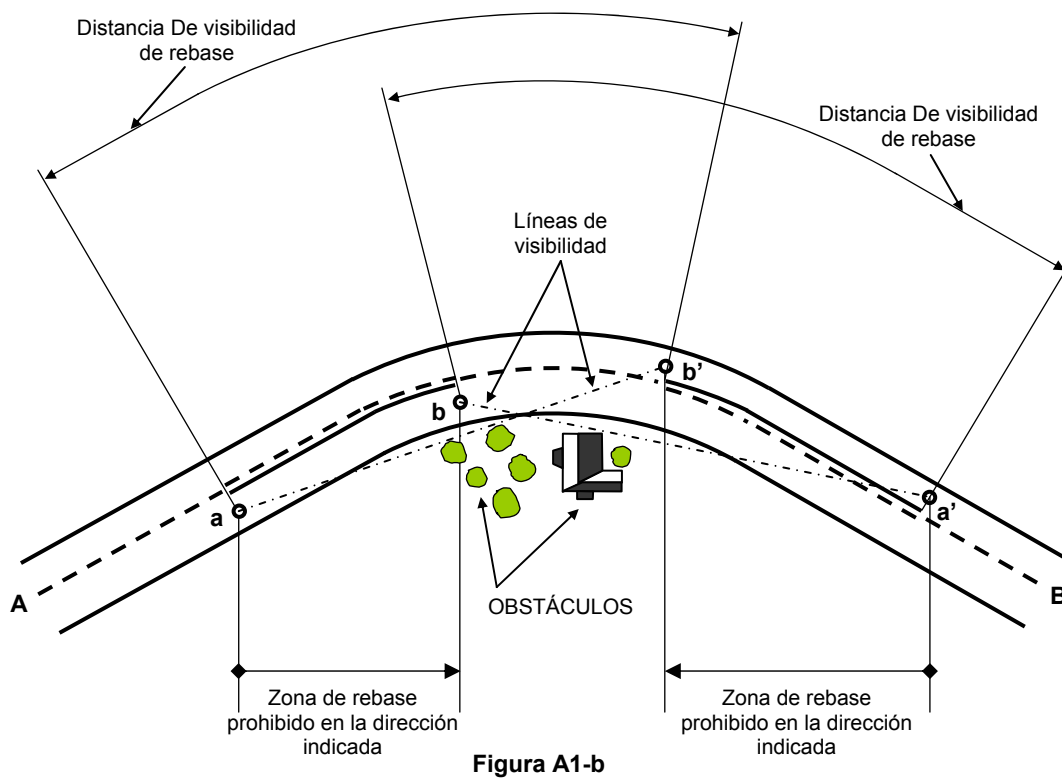 Distancia De visibilidad
de rebase
Distancia De visibilidad
de rebase
Líneas de
visibilidad
b
b’
a
a’
A
B
OBSTÁCULOS
Zona de rebase
prohibido en la dirección
indicada
Zona de rebase
prohibido en la dirección
indicada
Figura A1-b